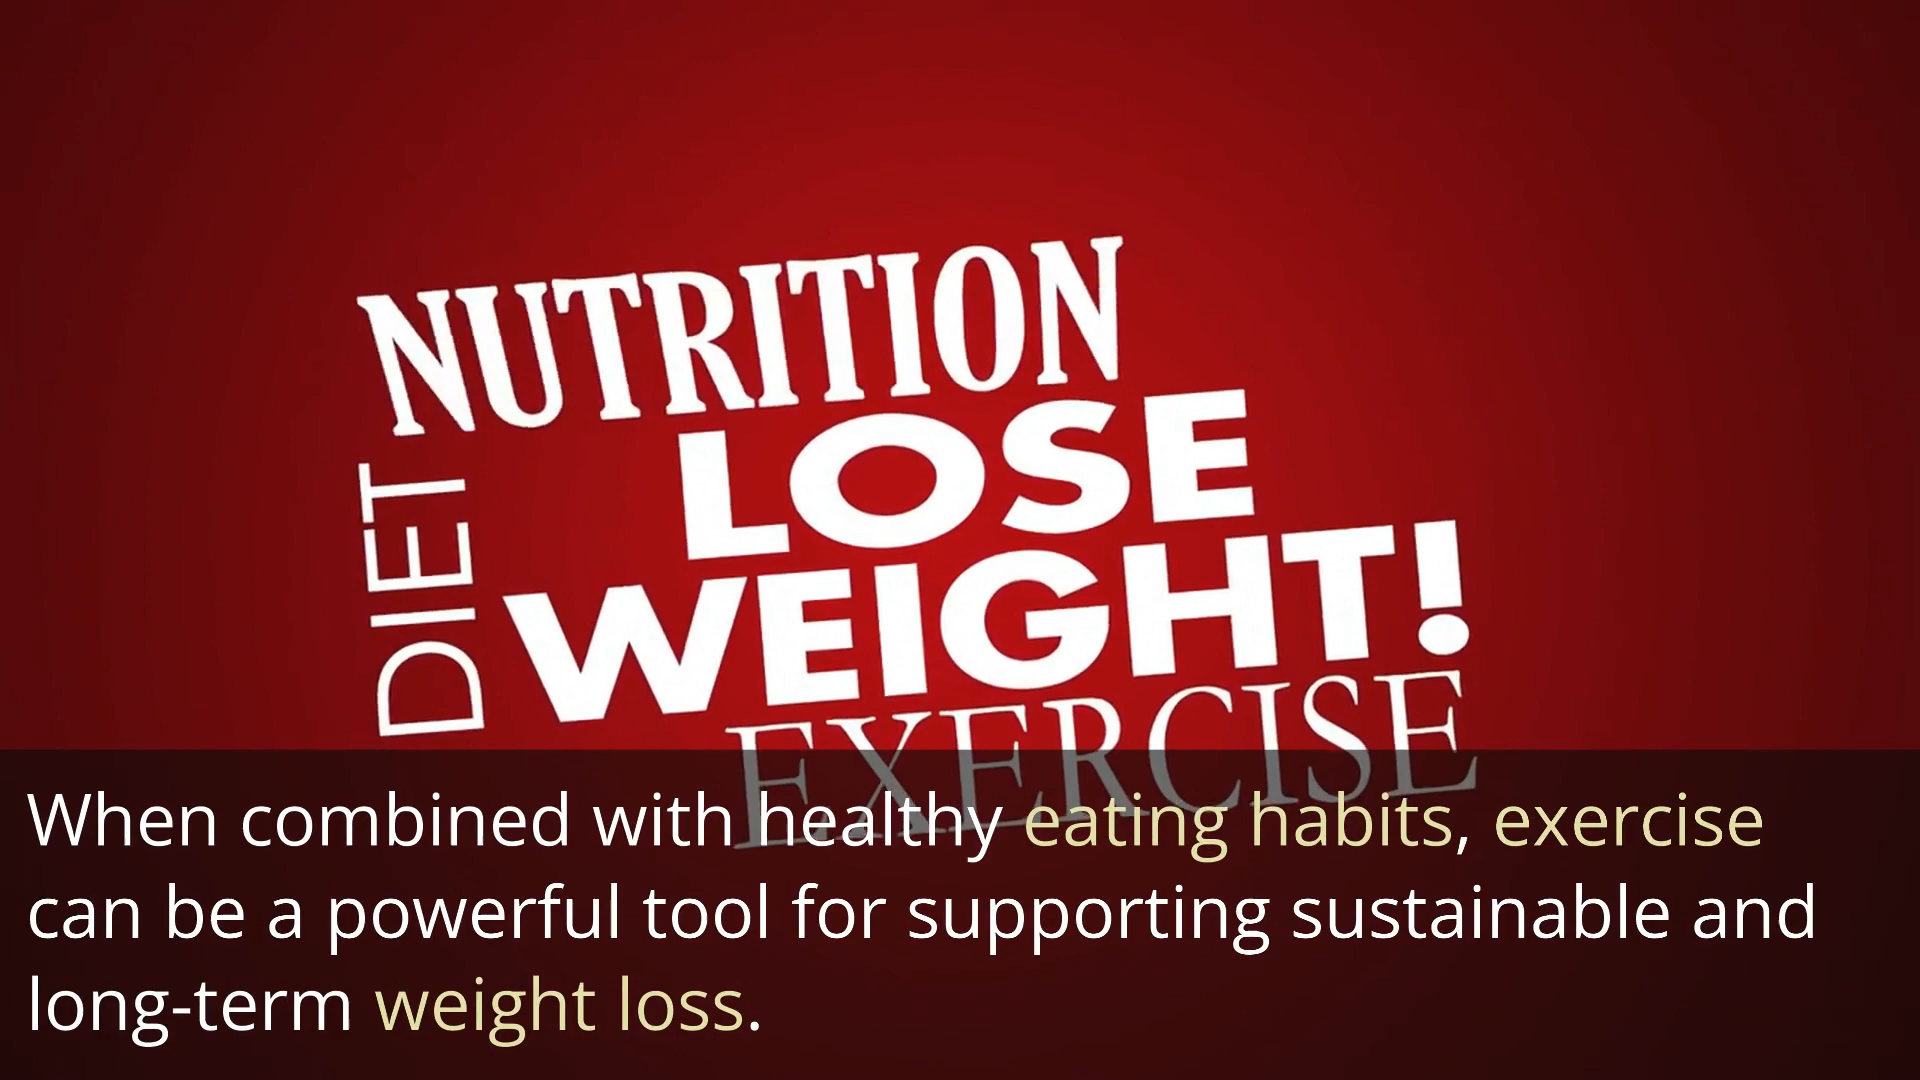 NUTRITION
DIET
LOSE
WEIGHT!
EXERCISE
When combined with healthy eating habits, exercise
can be a powerful tool for supporting sustainable and
long-term weight loss.